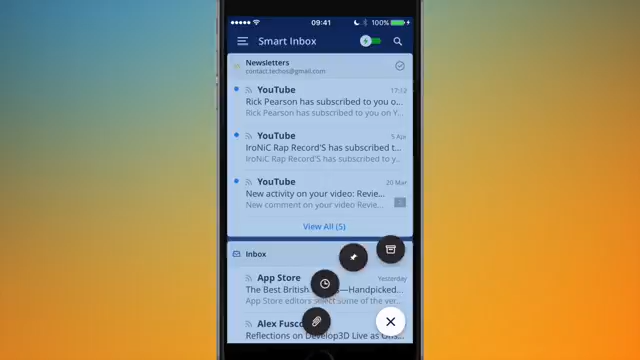 09:41
100%
Smart Inbox
Newsletters
contact.techos@gmail.com
YouTube
17:12
Rick Pearson has subscribed to you o...
Rick Pearson has subscribed to you on Y
YouTube
5 Apr
IroNiC Rap Record'S has subscribed t...
IroNiC Rap Record'S has subscribed to y
YouTube
20 Mar
New activity on your video: Revie...
New comment on your video Revie
View All (5)
Inbox
App Store
Yesterday
The Best British
—Handpicked
App Store editors select some of the ver
Alex Fusco
Reflections on Develop3D Live as